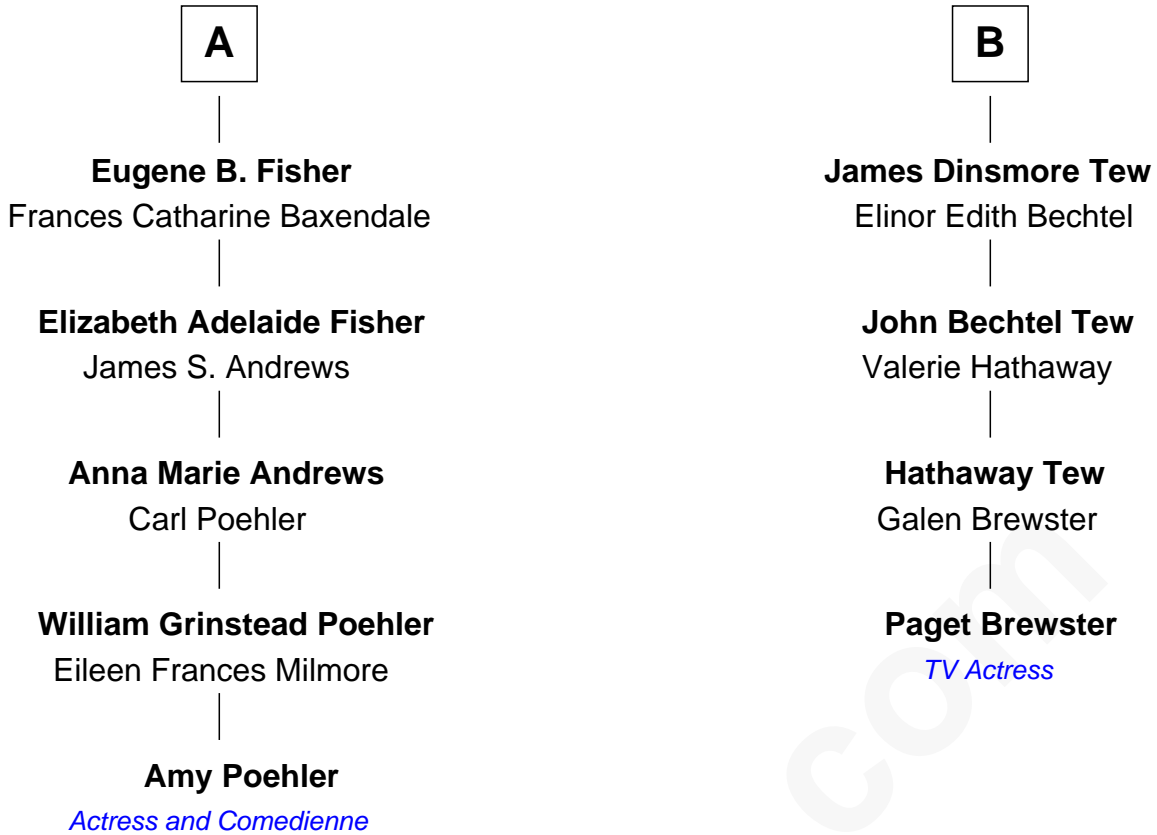 A
Eugene B. Fisher
Frances Catharine Baxendale
Elizabeth Adelaide Fisher
James S. Andrews
Anna Marie Andrews
Carl Poehler
William Grinstead Poehler
Eileen Frances Milmore
Amy Poehler
Actress and Comedienne
B
James Dinsmore Tew
Elinor Edith Bechtel
John Bechtel Tew
Valerie Hathaway
Hathaway Tew
Galen Brewster
Paget Brewster
TV Actress
com